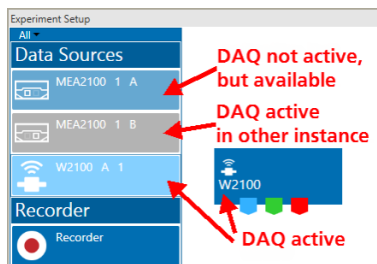 Experiment Setup
All
Data Sources
MEA2100 1 A
MEA2100 1 B
W2100 A 1
Recorder
Recorder
DAQ not active,
but available
DAQ active
in other instance
W2100
DAQ active